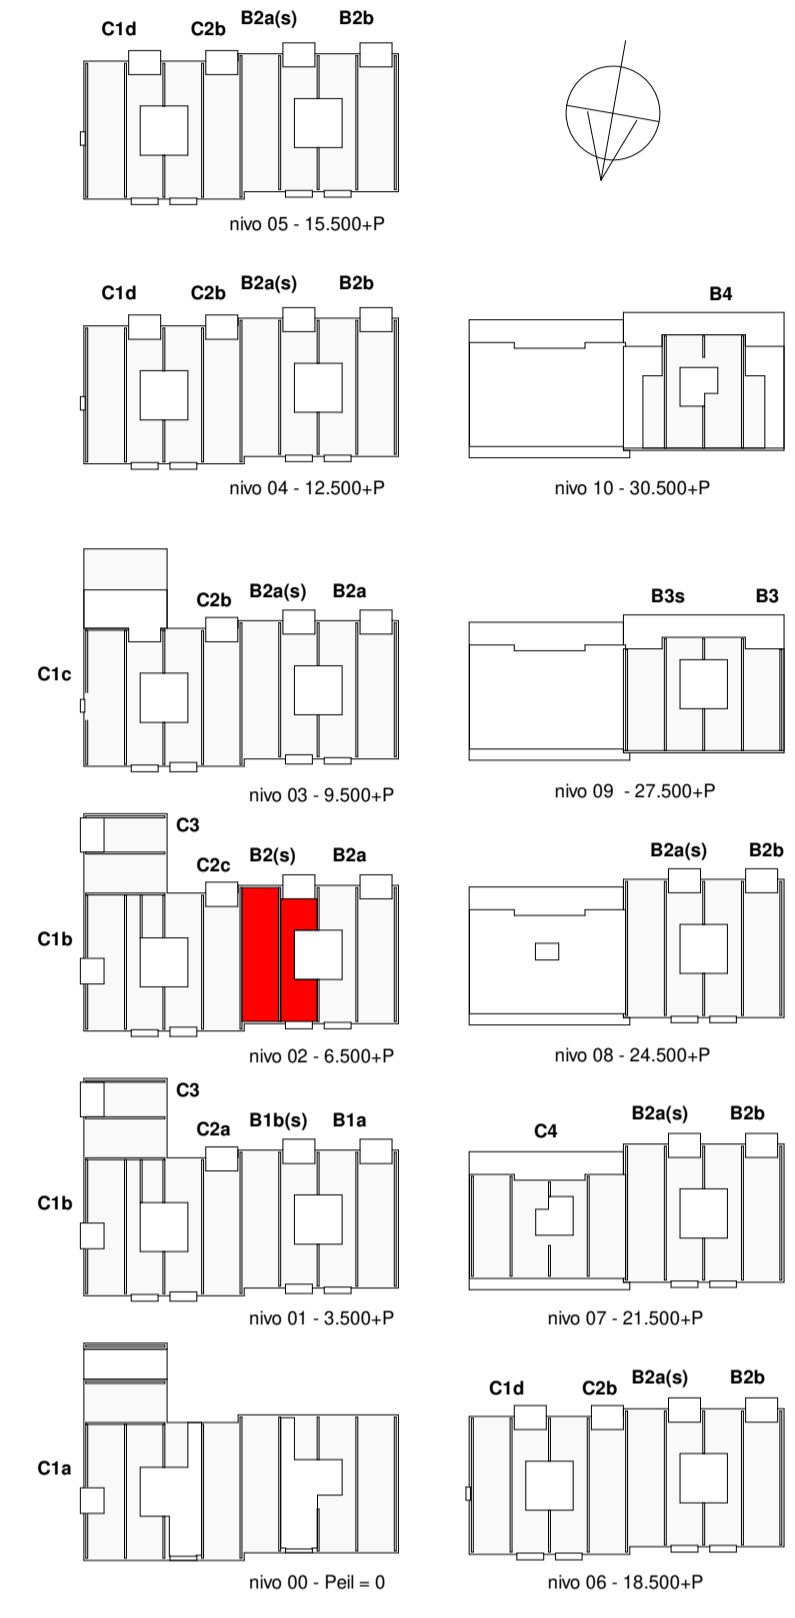 C1d C2b B2a(s) B2b
nivo 05 - 15.500+P
C1d C2b B2a(s) B2b
nivo 04 - 12.500+P
B4
nivo 10 - 30.500+P
C2b B2a(s) B2a
C1c
nivo 03 - 9.500+P
B3s B3
nivo 09 - 27.500+P
C3
C2c B2(s) B2a
C1b
nivo 02 - 6.500+P
B2a(s) B2b
nivo 08 - 24.500+P
C3
C2a B1b(s) B1a
C1b
nivo 01 - 3.500+P
C4 B2a(s) B2b
nivo 07 - 21.500+P
C1a
nivo 00 - Peil = 0
C1d C2b B2a(s) B2b
nivo 06 - 18.500+P